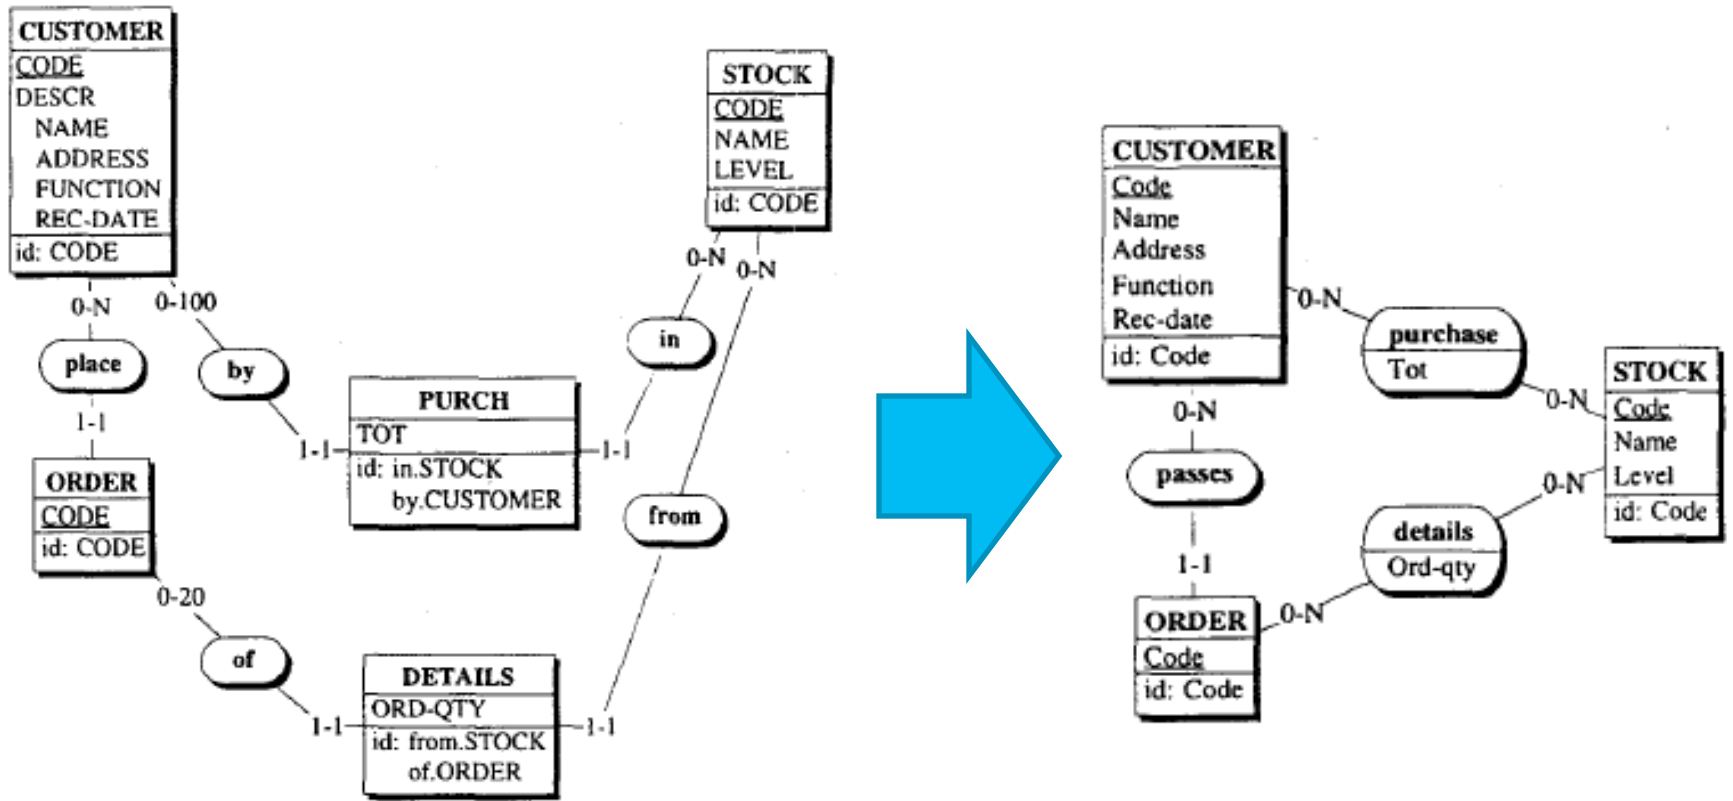 CUSTOMER
CODE
DESCR
NAME
ADDRESS
FUNCTION
REC-DATE
id: CODE
0-N
0-100
place
by
1-1
1-1
ORDER
CODE
id: CODE
0-20
of
1-1
PURCH
TOT
id: in.STOCK
by.CUSTOMER
1-1
in
0-N
0-N
STOCK
CODE
NAME
LEVEL
id: CODE
from
1-1
DETAILS
ORD-QTY
id: from.STOCK
of.ORDER
CUSTOMER
Code
Name
Address
Function
Rec-date
id: Code
0-N
purchase
Tot
0-N
STOCK
Code
Name
Level
id: Code
0-N
passes
1-1
0-N
details
Ord-qty
0-N
ORDER
Code
id: Code